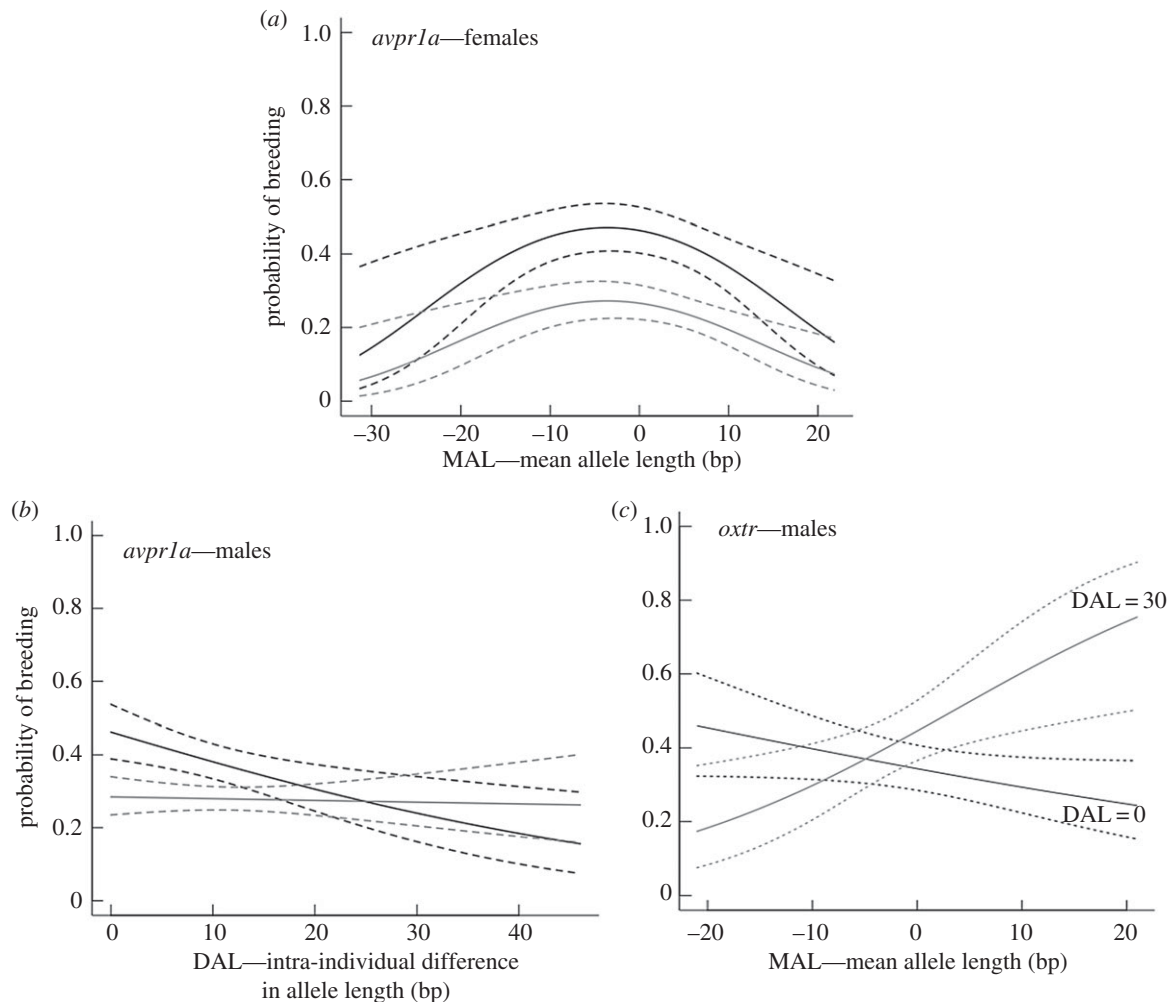 (a)
avpr1a—females
1.0
0.8
0.6
0.4
0.2
0
probability of breeding
–30 –20 –10 0 10 20
MAL—mean allele length (bp)
(b)
avpr1a—males
1.0
0.8
0.6
0.4
0.2
0
probability of breeding
0 10 20 30 40
DAL—intra-individual difference
in allele length (bp)
(c)
oxtr—males
1.0
0.8
0.6
0.4
0.2
0
DAL = 30
DAL = 0
–20 –10 0 10 20
MAL—mean allele length (bp)